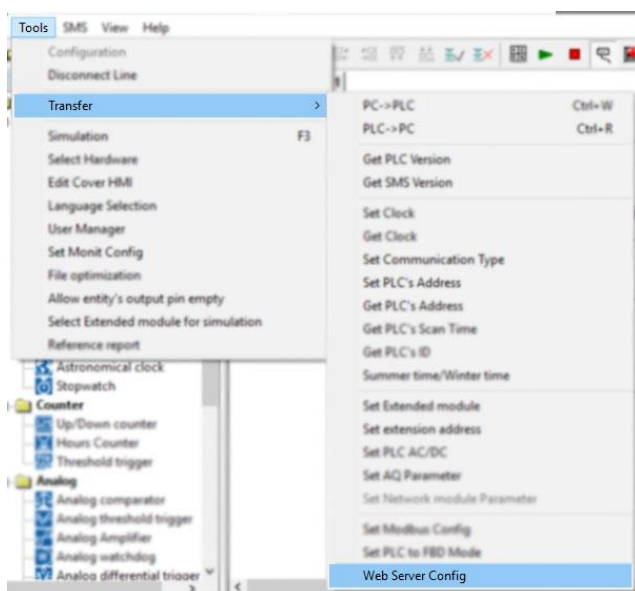 Tools SMS View Help
Configuration
Disconnect Line
Transfer >
Simulation F3
Select Hardware
Edit Cover HMI
Language Selection
User Manager
Set Monit Config
File optimization
Allow entity's output pin empty
Select Extended module for simulation
Reference report
Astronomical clock
Stopwatch
Counter
Up/Down counter
Hours Counter
Threshold trigger
Analog
Analog comparator
Analog threshold trigger
Analog Amplifier
Analog watchdog
Analog differential trigger
PC->PLC Ctrl+W
PLC->PC Ctrl+R
Get PLC Version
Get SMS Version
Set Clock
Get Clock
Set Communication Type
Set PLC's Address
Get PLC's Address
Get PLC's Scan Time
Get PLC's ID
Summer time/Winter time
Set Extended module
Set extension address
Set PLC AC/DC
Set AQ Parameter
Set Network module Parameter
Set Modbus Config
Set PLC to FBD Mode
Web Server Config